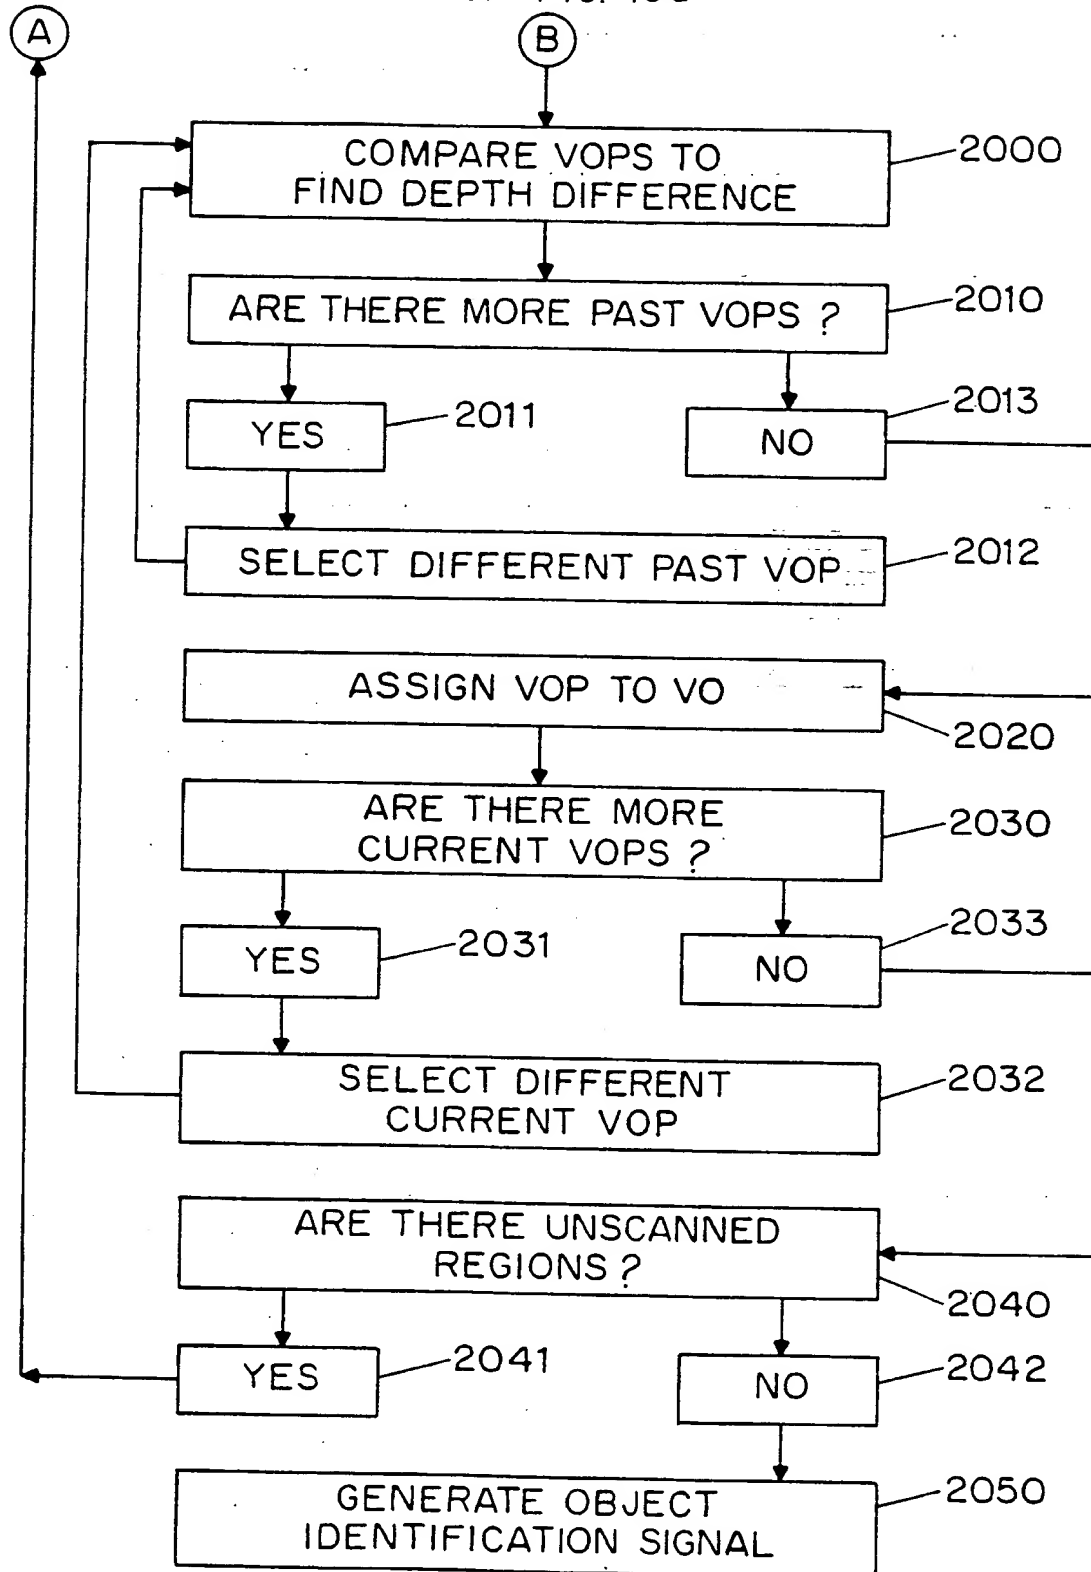 A
B
COMPARE VOPS TO
FIND DEPTH DIFFERENCE
2000
ARE THERE MORE PAST VOPS ?
2010
YES
2011
NO
2013
SELECT DIFFERENT PAST VOP
2012
ASSIGN VOP TO VO
2020
ARE THERE MORE
CURRENT VOPS ?
2030
YES
2031
NO
2033
SELECT DIFFERENT
CURRENT VOP
2032
ARE THERE UNSCANNED
REGIONS ?
2040
YES
2041
NO
2042
GENERATE OBJECT
IDENTIFICATION SIGNAL
2050